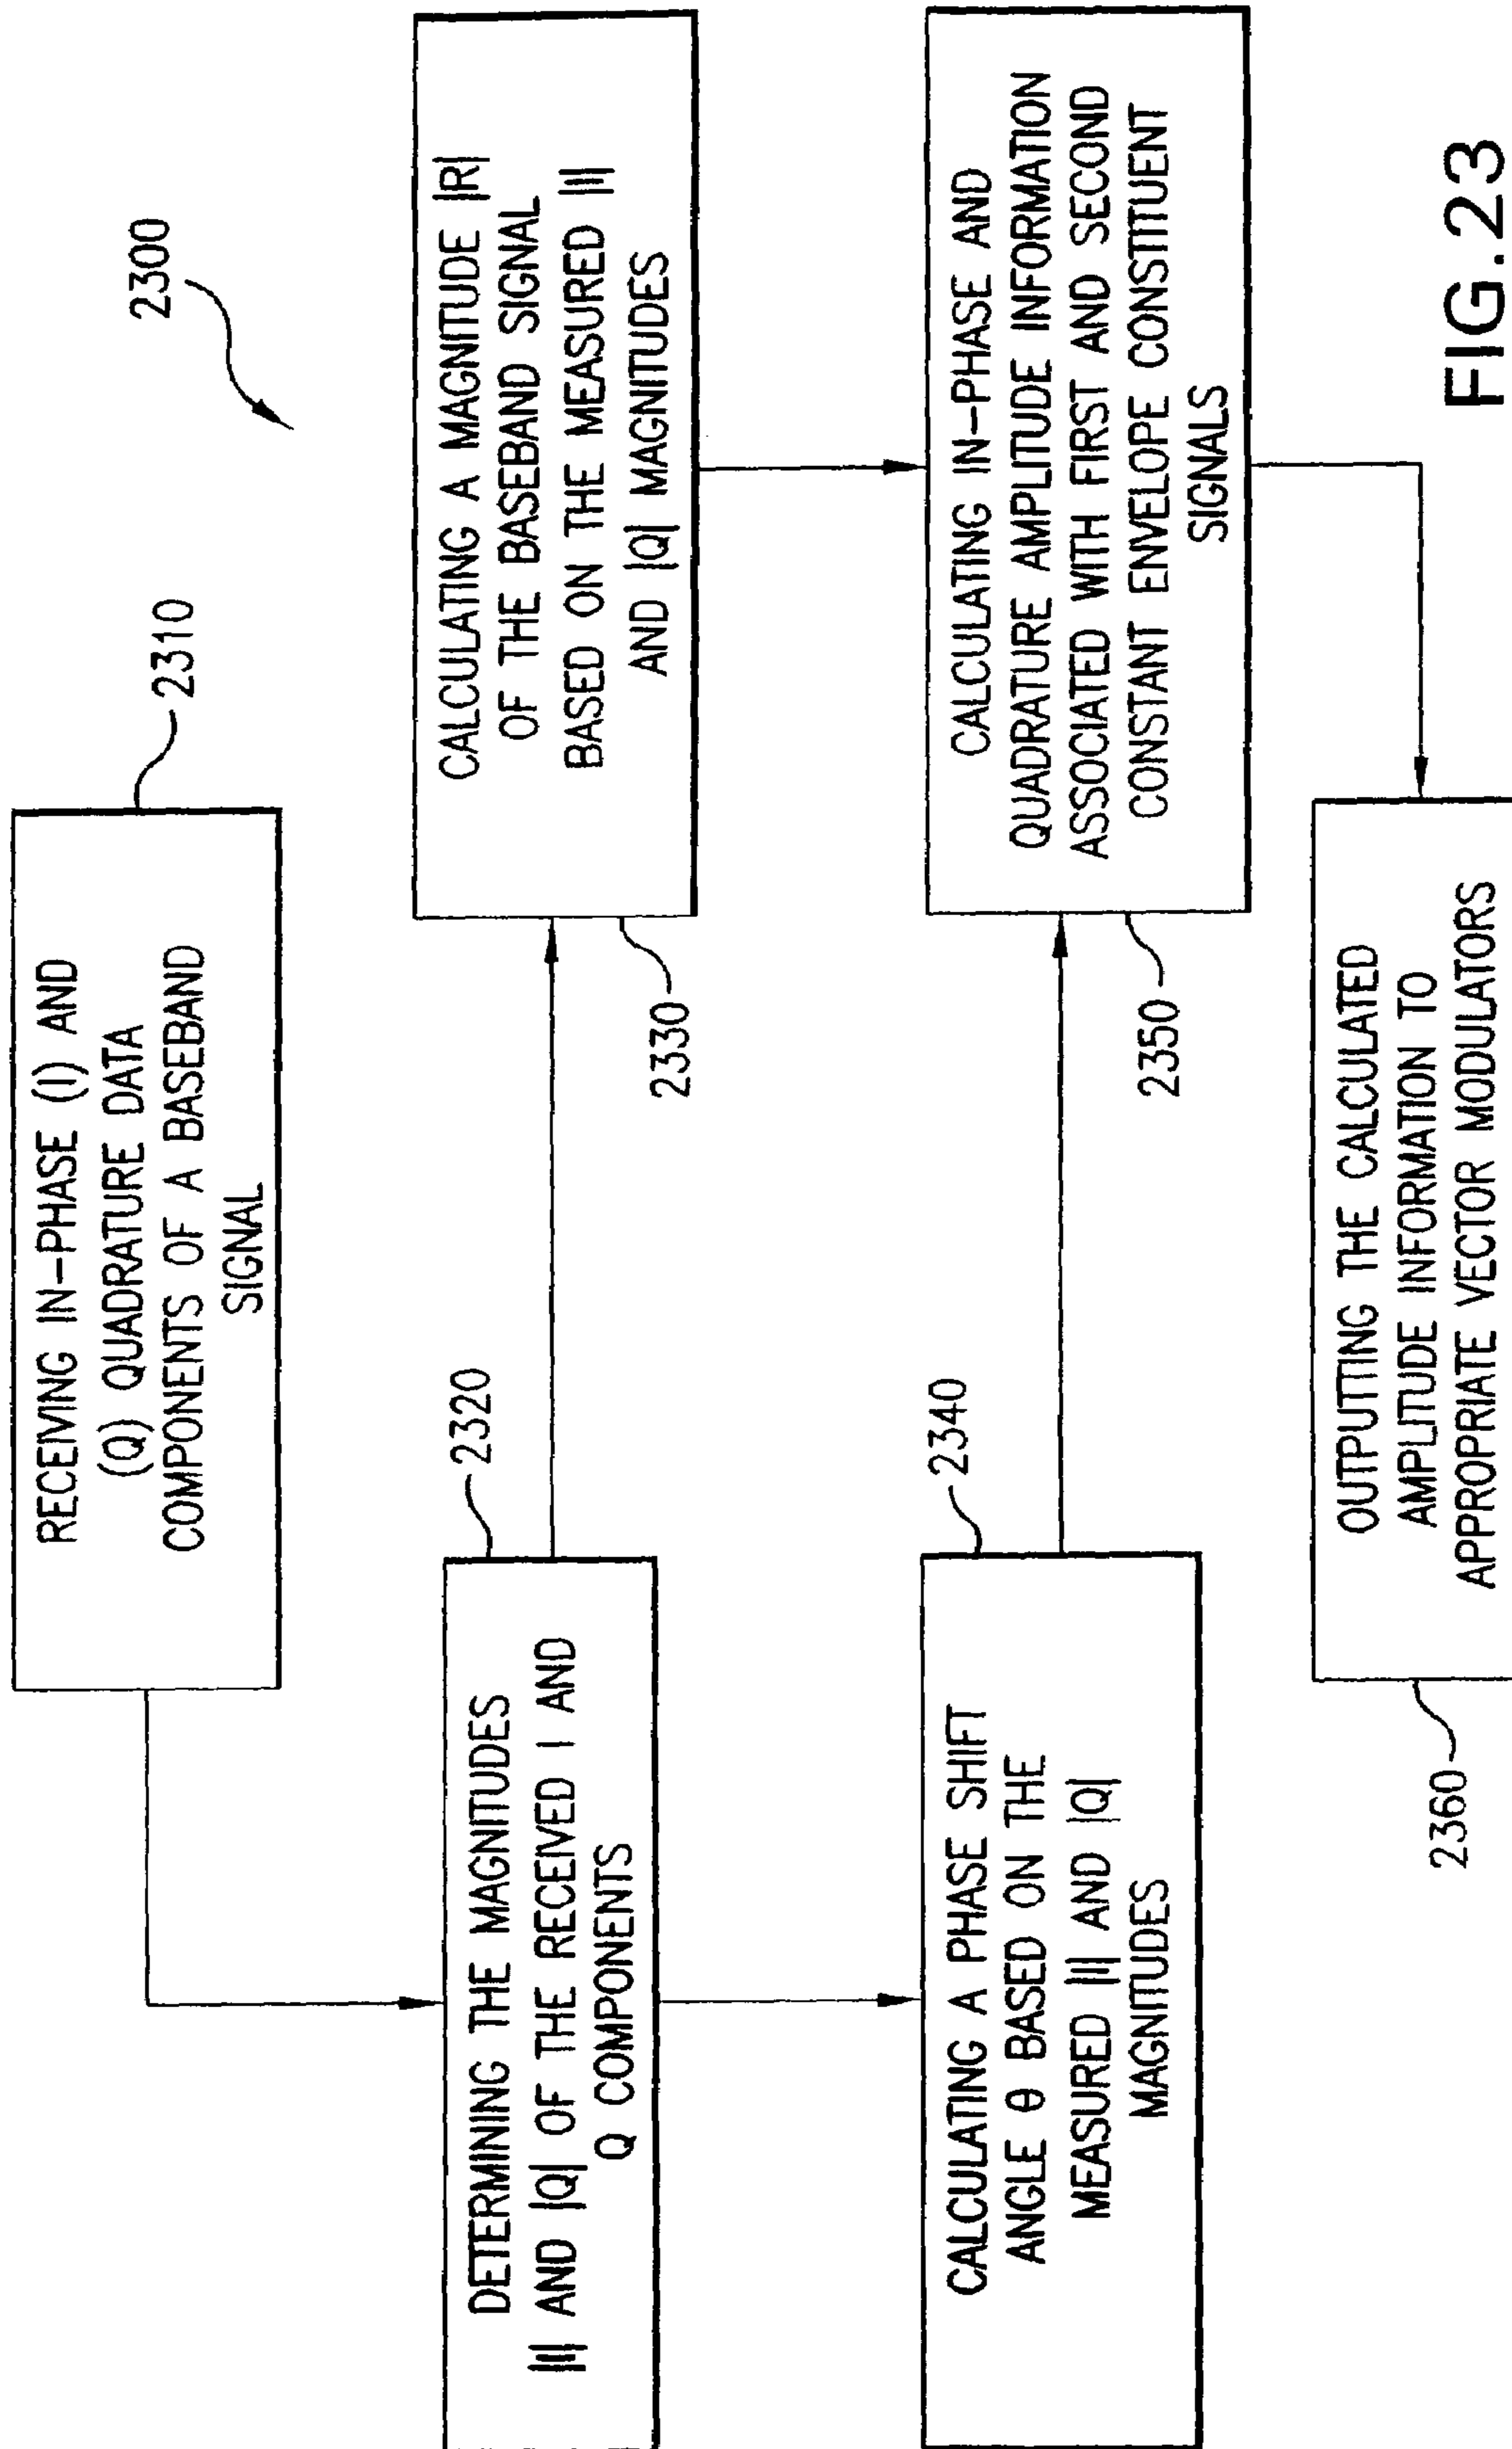 2300
RECEIVING IN-PHASE (I) AND
(Q) QUADRATURE DATA
COMPONENTS OF A BASEBAND
SIGNAL
2310
DETERMINING THE MAGNITUDES
|I| AND |Q| OF THE RECEIVED I AND
Q COMPONENTS
2320
CALCULATING A MAGNITUDE |R|
OF THE BASEBAND SIGNAL
BASED ON THE MEASURED |I|
AND |Q| MAGNITUDES
2330
CALCULATING A PHASE SHIFT
ANGLE θ BASED ON THE
MEASURED |I| AND |Q|
MAGNITUDES
2340
CALCULATING IN-PHASE AND
QUADRATURE AMPLITUDE INFORMATION
ASSOCIATED WITH FIRST AND SECOND
CONSTANT ENVELOPE CONSTITUENT
SIGNALS
2350
OUTPUTTING THE CALCULATED
AMPLITUDE INFORMATION TO
APPROPRIATE VECTOR MODULATORS
2360
FIG.23